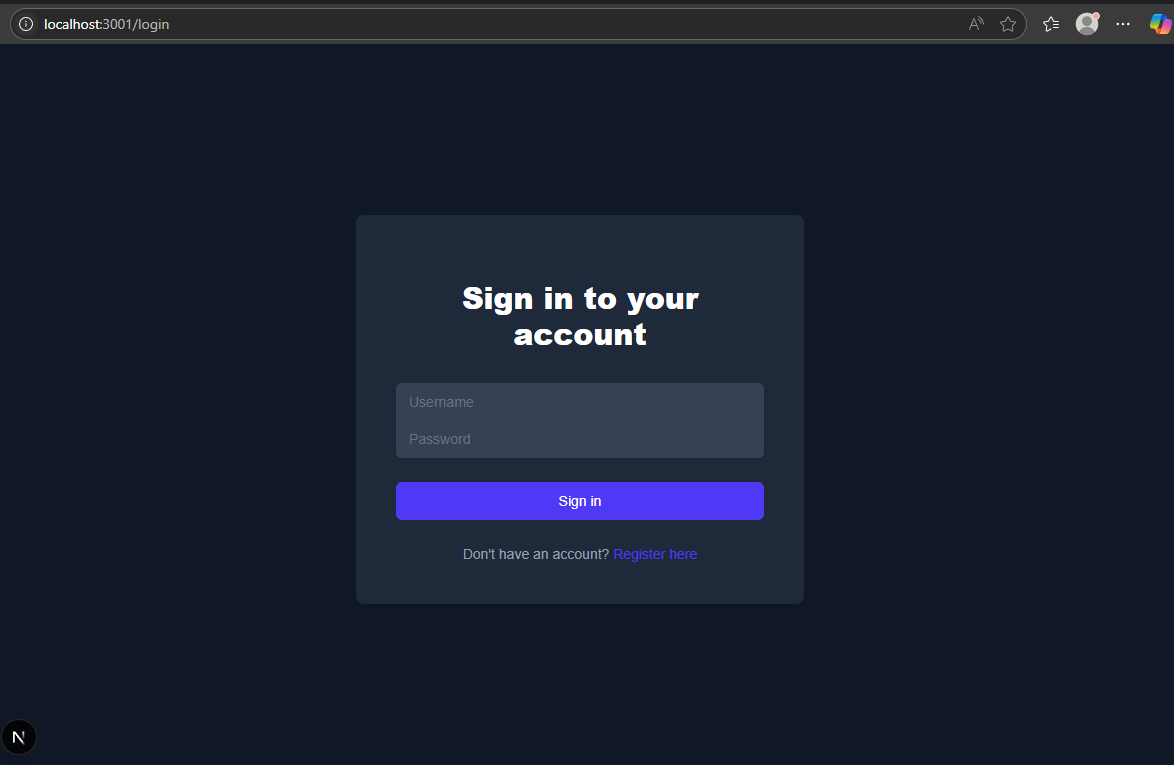 localhost:3001/login
Sign in to your
account
Username
Password
Sign in
Don't have an account? Register here
N